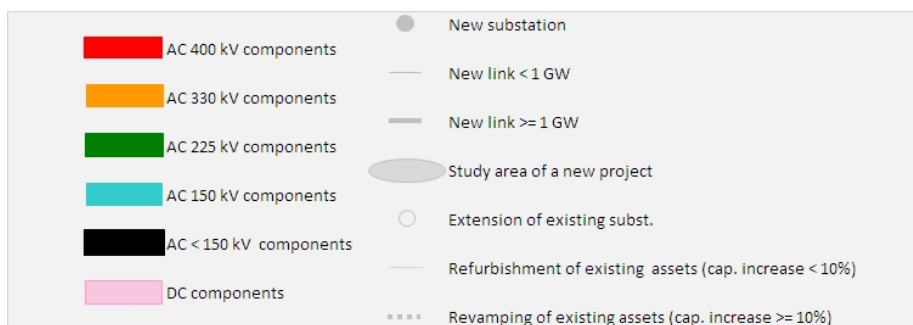 New substation
AC 400 kV components
New link < 1 GW
AC 330 kV components
New link >= 1 GW
AC 225 kV components
Study area of a new project
AC 150 kV components
Extension of existing subst.
AC < 150 kV components
Refurbishment of existing assets (cap. increase < 10%)
DC components
Revamping of existing assets (cap. increase >= 10%)